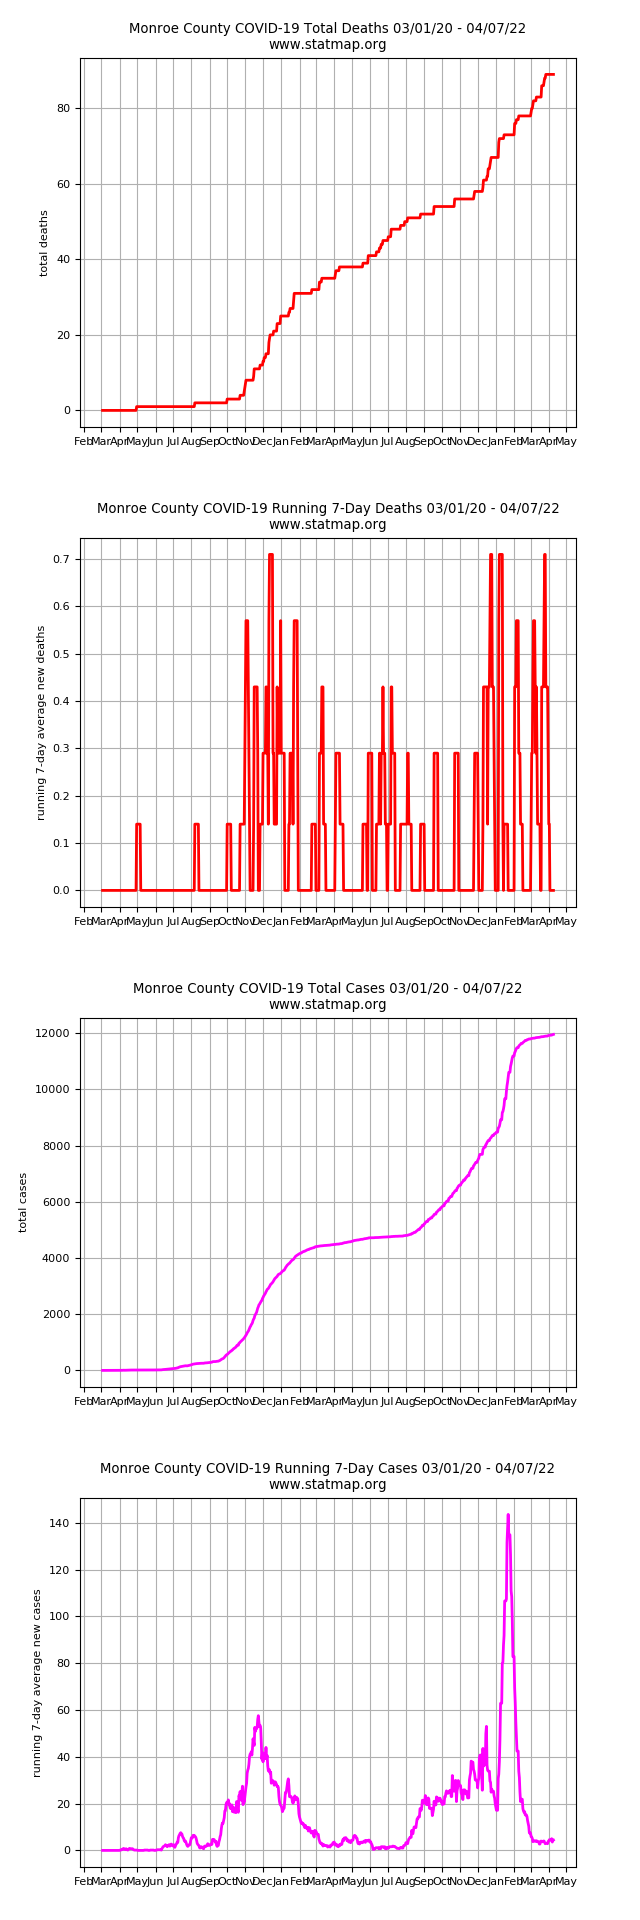 Monroe County COVID-19 Total Deaths 03/01/20 - 04/07/22
www.statmap.org
80
60
40
20
0
total deaths
Feb Mar Apr May Jun Jul Aug Sep Oct Nov Dec Jan Feb Mar Apr May Jun Jul Aug Sep Oct Nov Dec Jan Feb Mar Apr May
Monroe County COVID-19 Running 7-Day Deaths 03/01/20 - 04/07/22
www.statmap.org
0.7
0.6
0.5
0.4
0.3
0.2
0.1
0.0
running 7-day average new deaths
Feb Mar Apr May Jun Jul Aug Sep Oct Nov Dec Jan Feb Mar Apr May Jun Jul Aug Sep Oct Nov Dec Jan Feb Mar Apr May
Monroe County COVID-19 Total Cases 03/01/20 - 04/07/22
www.statmap.org
12000
10000
8000
6000
4000
2000
0
total cases
Feb Mar Apr May Jun Jul Aug Sep Oct Nov Dec Jan Feb Mar Apr May Jun Jul Aug Sep Oct Nov Dec Jan Feb Mar Apr May
Monroe County COVID-19 Running 7-Day Cases 03/01/20 - 04/07/22
www.statmap.org
140
120
100
80
60
40
20
0
running 7-day average new cases
Feb Mar Apr May Jun Jul Aug Sep Oct Nov Dec Jan Feb Mar Apr May Jun Jul Aug Sep Oct Nov Dec Jan Feb Mar Apr May